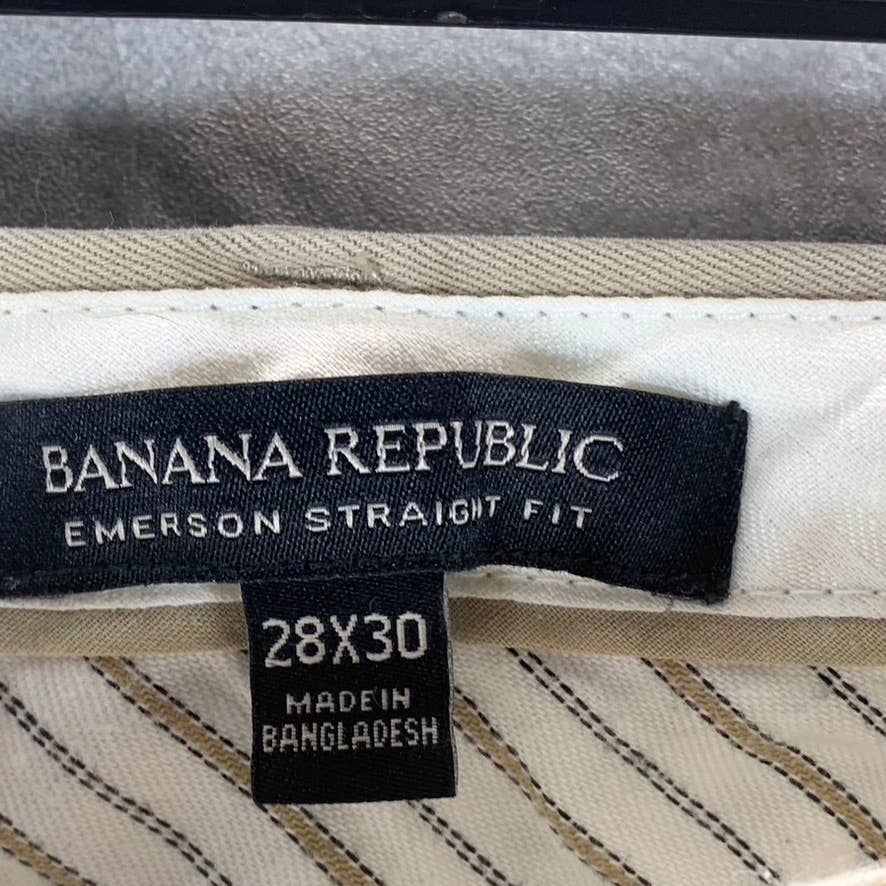 BANANA REPUBLIC
EMERSON STRAIGHT FIT
28X30
MADE IN
BANGLADESH